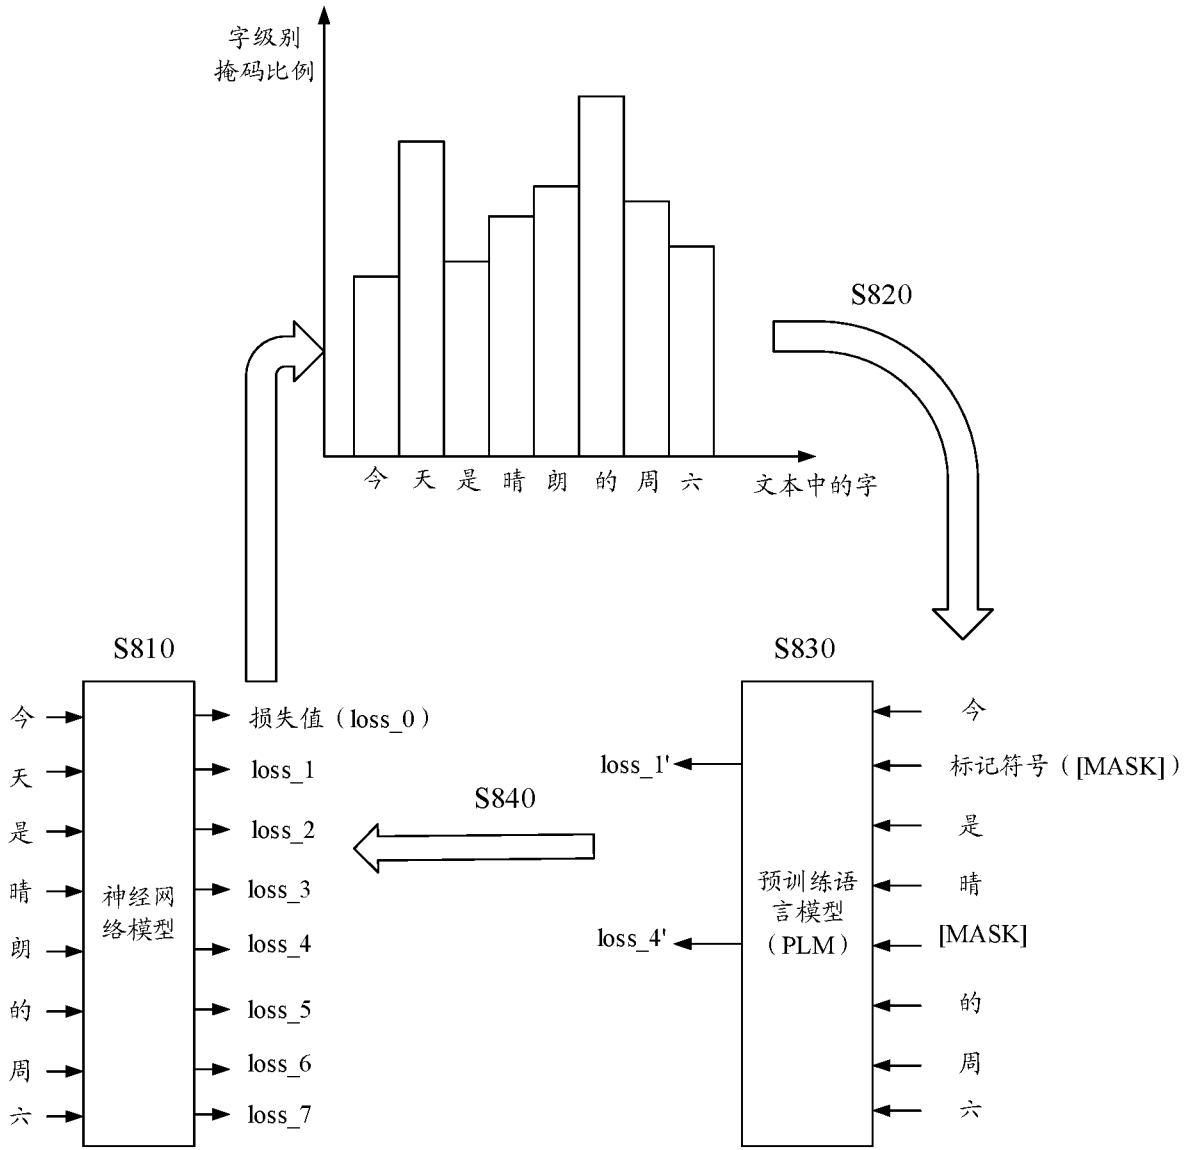 字级别
掩码比例
今 天 是 晴 朗 的 周 六 文本中的字
S820
S810
今
天
是
晴
朗
的
周
六
神经网
络模型
损失值（loss_0）
loss_1
loss_2
loss_3
loss_4
loss_5
loss_6
loss_7
S840
S830
loss_1'
loss_4'
预训练语
言模型
（PLM）
今
标记符号（[MASK]）
是
晴
[MASK]
的
周
六